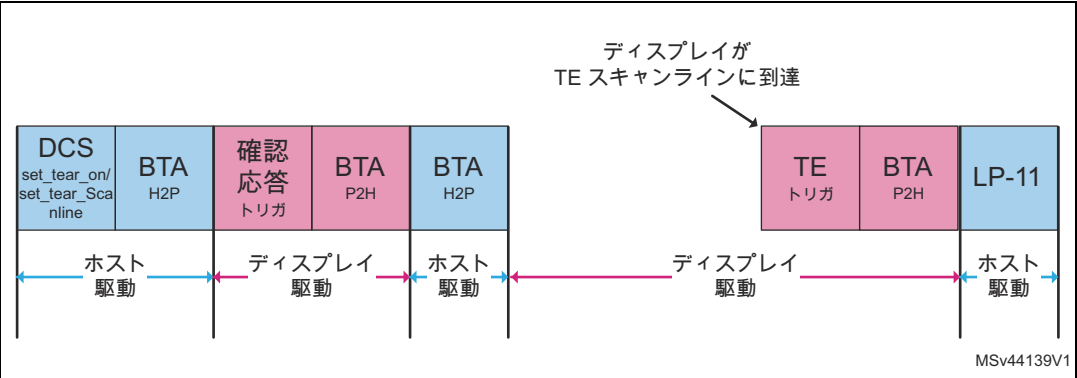 ディスプレイが
TE スキャンラインに到達
DCS
set_tear_on/
set_tear_Sca
nline
BTA
H2P
確認
応答
トリガ
BTA
P2H
BTA
H2P
TE
トリガ
BTA
P2H
LP-11
ホスト
駆動
ディスプレイ
駆動
ホスト
駆動
ディスプレイ
駆動
ホスト
駆動
MSv44139V1